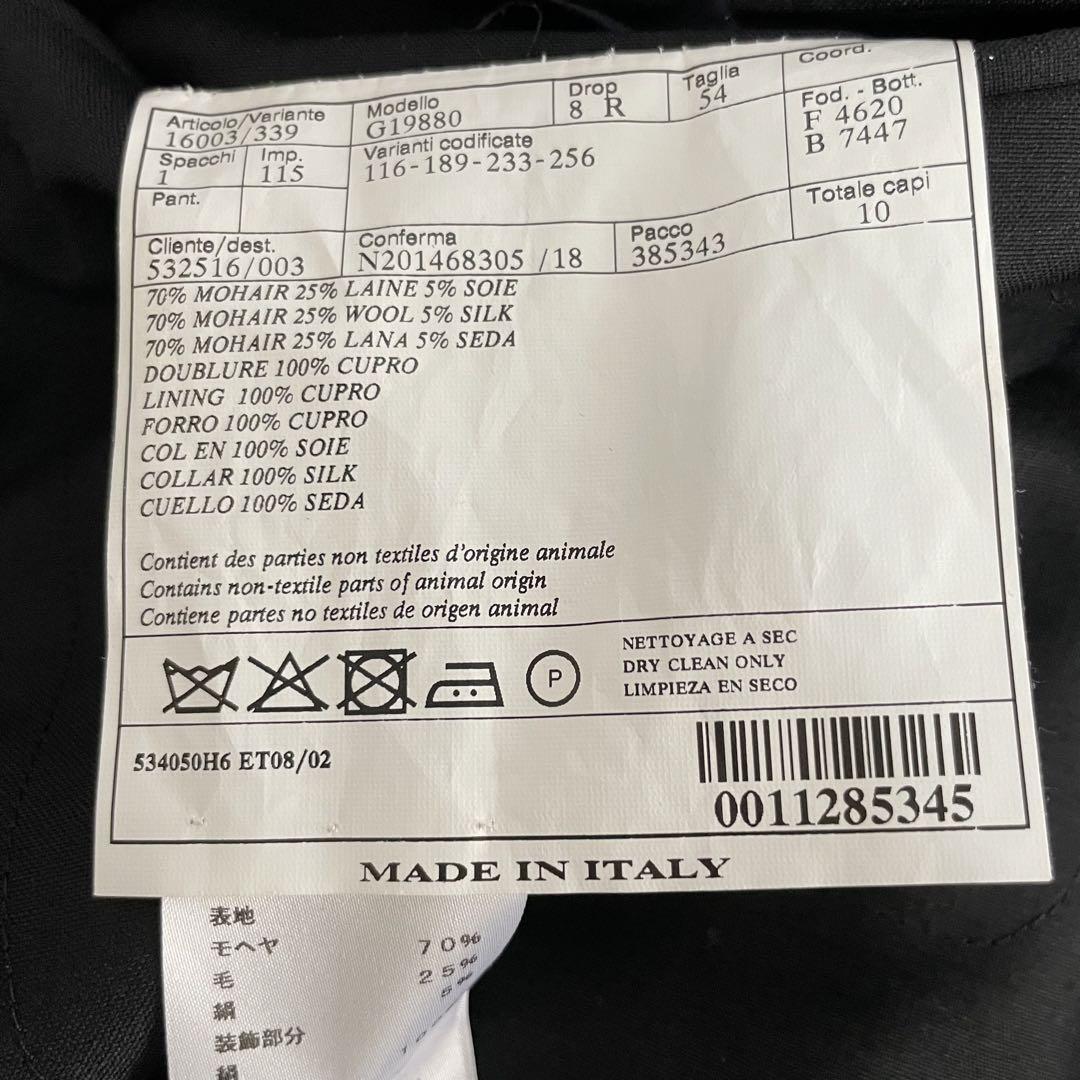 Articolo/Variante
16003/339
Modello
G19880
Drop
8 R
Taglia
54
Coord.
Spacchi
1
Imp.
115
Varianti codificate
116-189-233-256
Fod. - Bott.
F 4620
B 7447
Pant.
Totale capi
10
Cliente/dest.
532516/003
Conferma
N201468305 /18
Pacco
385343
70% MOHAIR 25% LAINE 5% SOIE
70% MOHAIR 25% WOOL 5% SILK
70% MOHAIR 25% LANA 5% SEDA
DOUBLURE 100% CUPRO
LINING 100% CUPRO
FORRO 100% CUPRO
COL EN 100% SOIE
COLLAR 100% SILK
CUELLO 100% SEDA
Contient des parties non textiles d'origine animale
Contains non-textile parts of animal origin
Contiene partes no textiles de origen animal
P
NETTOYAGE A SEC
DRY CLEAN ONLY
LIMPIEZA EN SECO
534050H6 ET08/02
0011285345
MADE IN ITALY
表地
モヘヤ 70%
毛 25%
絹 5%
装飾部分
絹